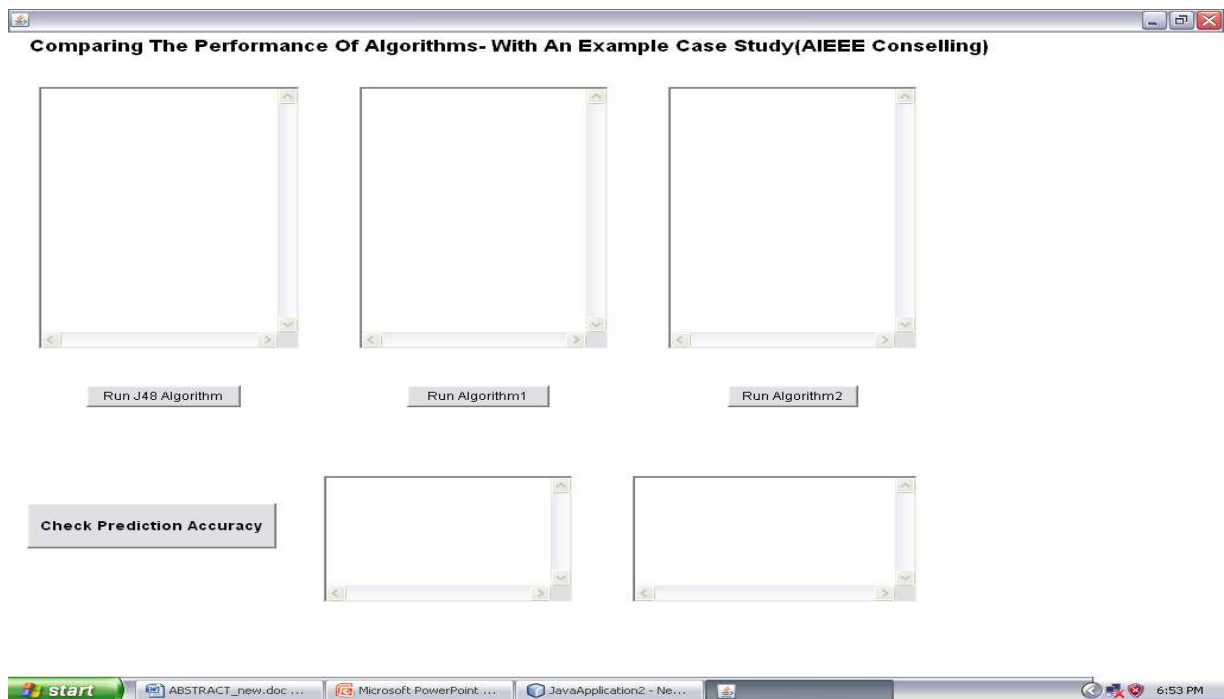 Comparing The Performance Of Algorithms- With An Example Case Study(AIEEE Conselling)
Run J48 Algorithm
Run Algorithm1
Run Algorithm2
Check Prediction Accuracy
start
ABSTRACT_new.doc ...
Microsoft PowerPoint ...
JavaApplication2 - Ne...
6:53 PM